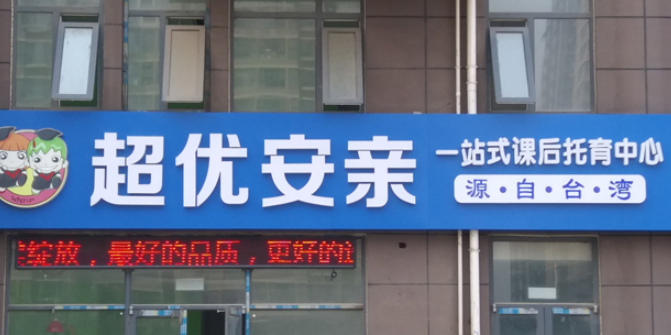 超优安亲
一站式课后托育中心
源·自·台·湾
绽放，最好的品质，更好的